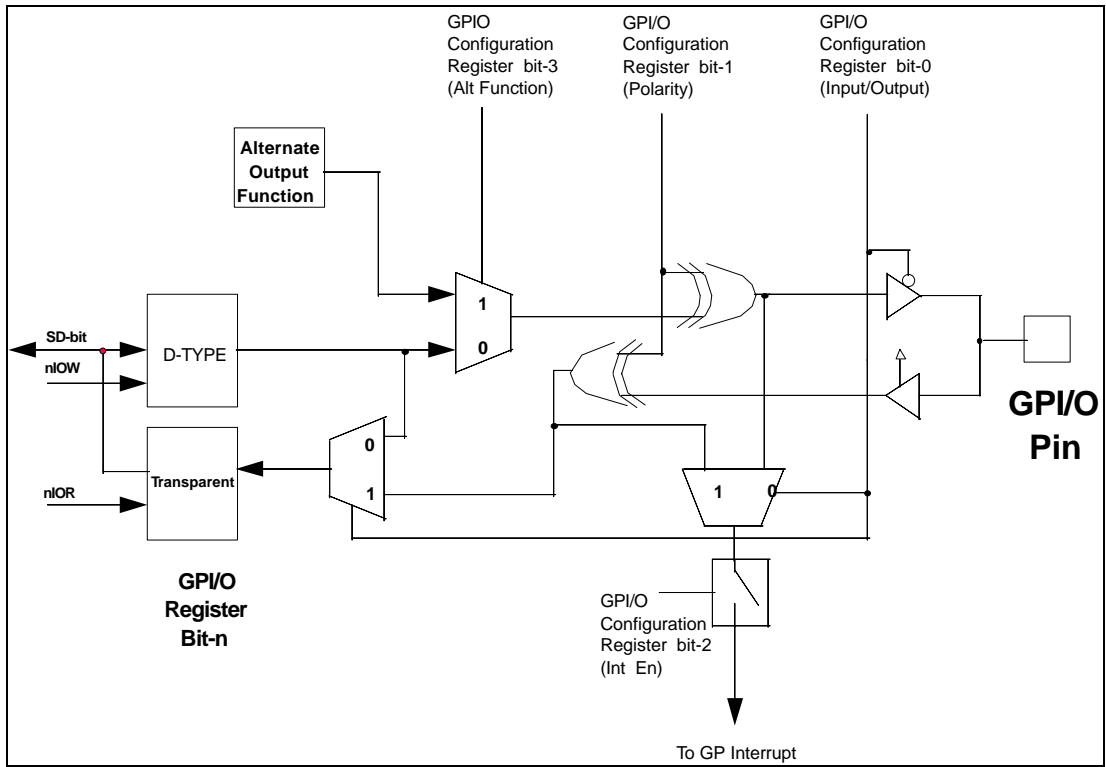 GPIO
Configuration
Register bit-3
(Alt Function)
GPI/O
Configuration
Register bit-1
(Polarity)
GPI/O
Configuration
Register bit-0
(Input/Output)
Alternate
Output
Function
1
0
SD-bit
D-TYPE
nIOW
GPI/O
Pin
0
1
Transparent
nIOR
1 0
GPI/O
Register
Bit-n
GPI/O
Configuration
Register bit-2
(Int En)
To GP Interrupt